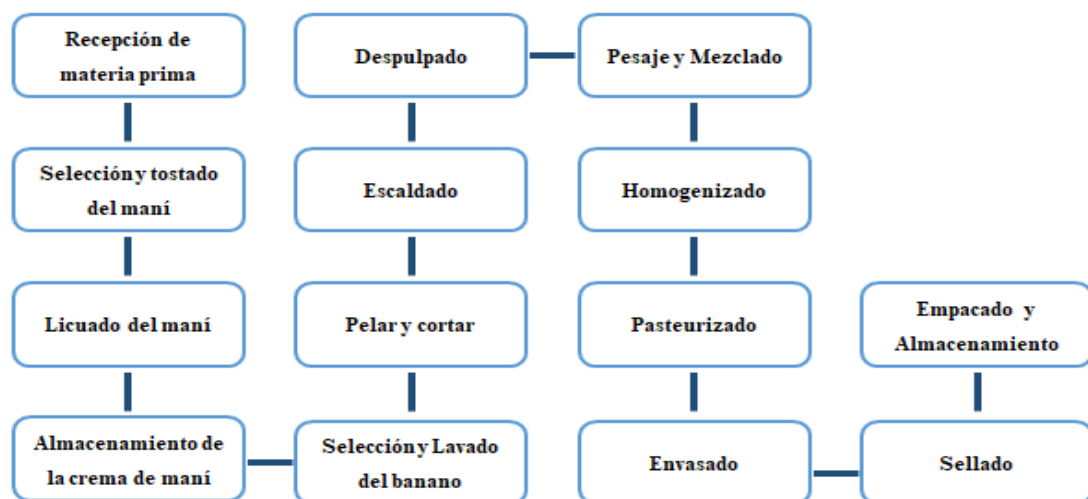 Recepción de
materia prima
Selección y tostado
del maní
Licuado del maní
Almacenamiento de
la crema de maní
Selección y Lavado
del banano
Pelar y cortar
Escaldado
Despulpado
Pesaje y Mezclado
Homogenizado
Pasteurizado
Envasado
Sellado
Empacado y
Almacenamiento